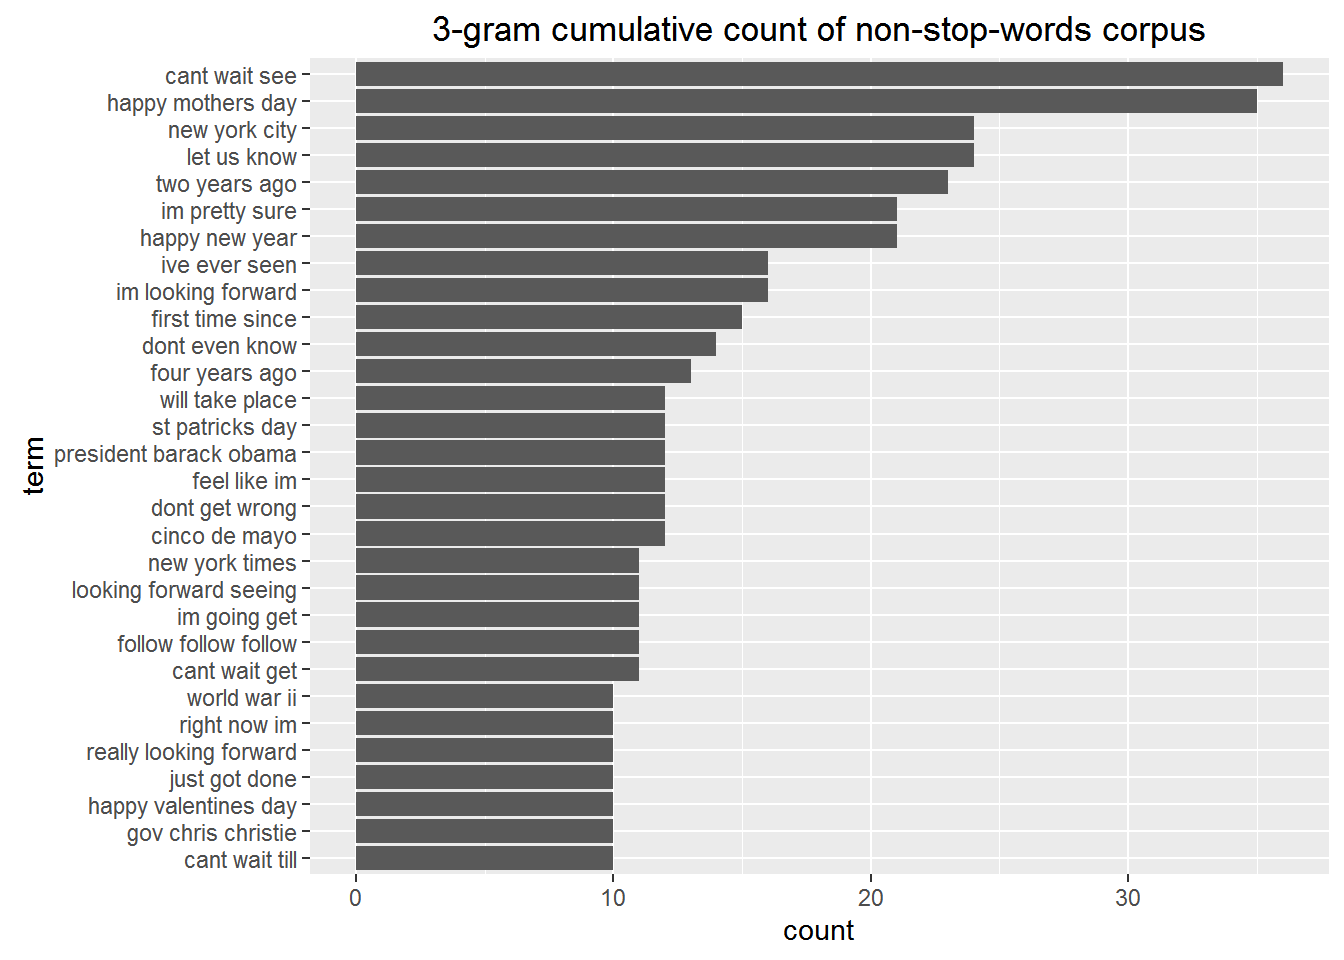 3-gram cumulative count of non-stop-words corpus
cant wait see
happy mothers day
new york city
let us know
two years ago
im pretty sure
happy new year
ive ever seen
im looking forward
first time since
dont even know
four years ago
will take place
st patricks day
president barack obama
feel like im
dont get wrong
cinco de mayo
new york times
looking forward seeing
im going get
follow follow follow
cant wait get
world war ii
right now im
really looking forward
just got done
happy valentines day
gov chris christie
cant wait till
term
0 10 20 30
count